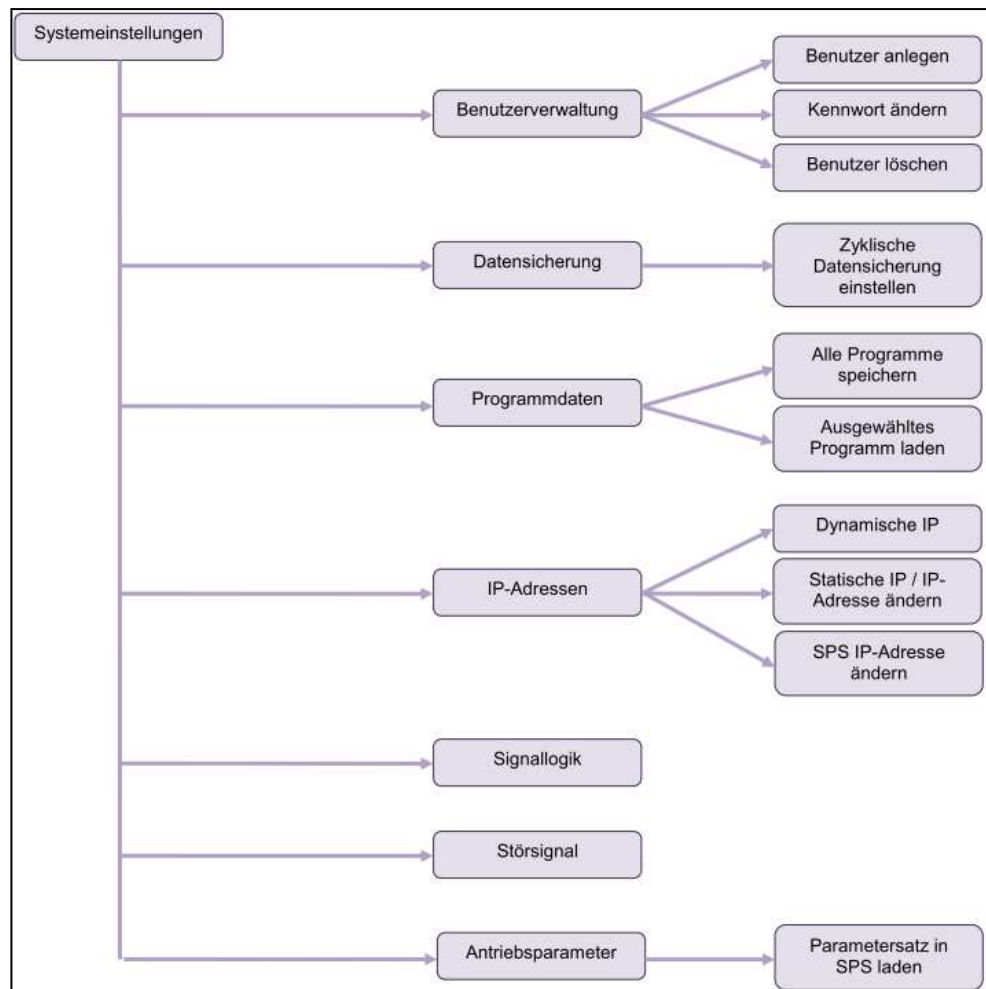 Systemeinstellungen
Benutzerverwaltung
Benutzer anlegen
Kennwort ändern
Benutzer löschen
Datensicherung
Zyklische
Datensicherung
einstellen
Programmdaten
Alle Programme
speichern
Ausgewähltes
Programm laden
IP-Adressen
Dynamische IP
Statische IP / IP-
Adresse ändern
SPS IP-Adresse
ändern
Signallogik
Störsignal
Antriebsparameter
Parametersatz in
SPS laden